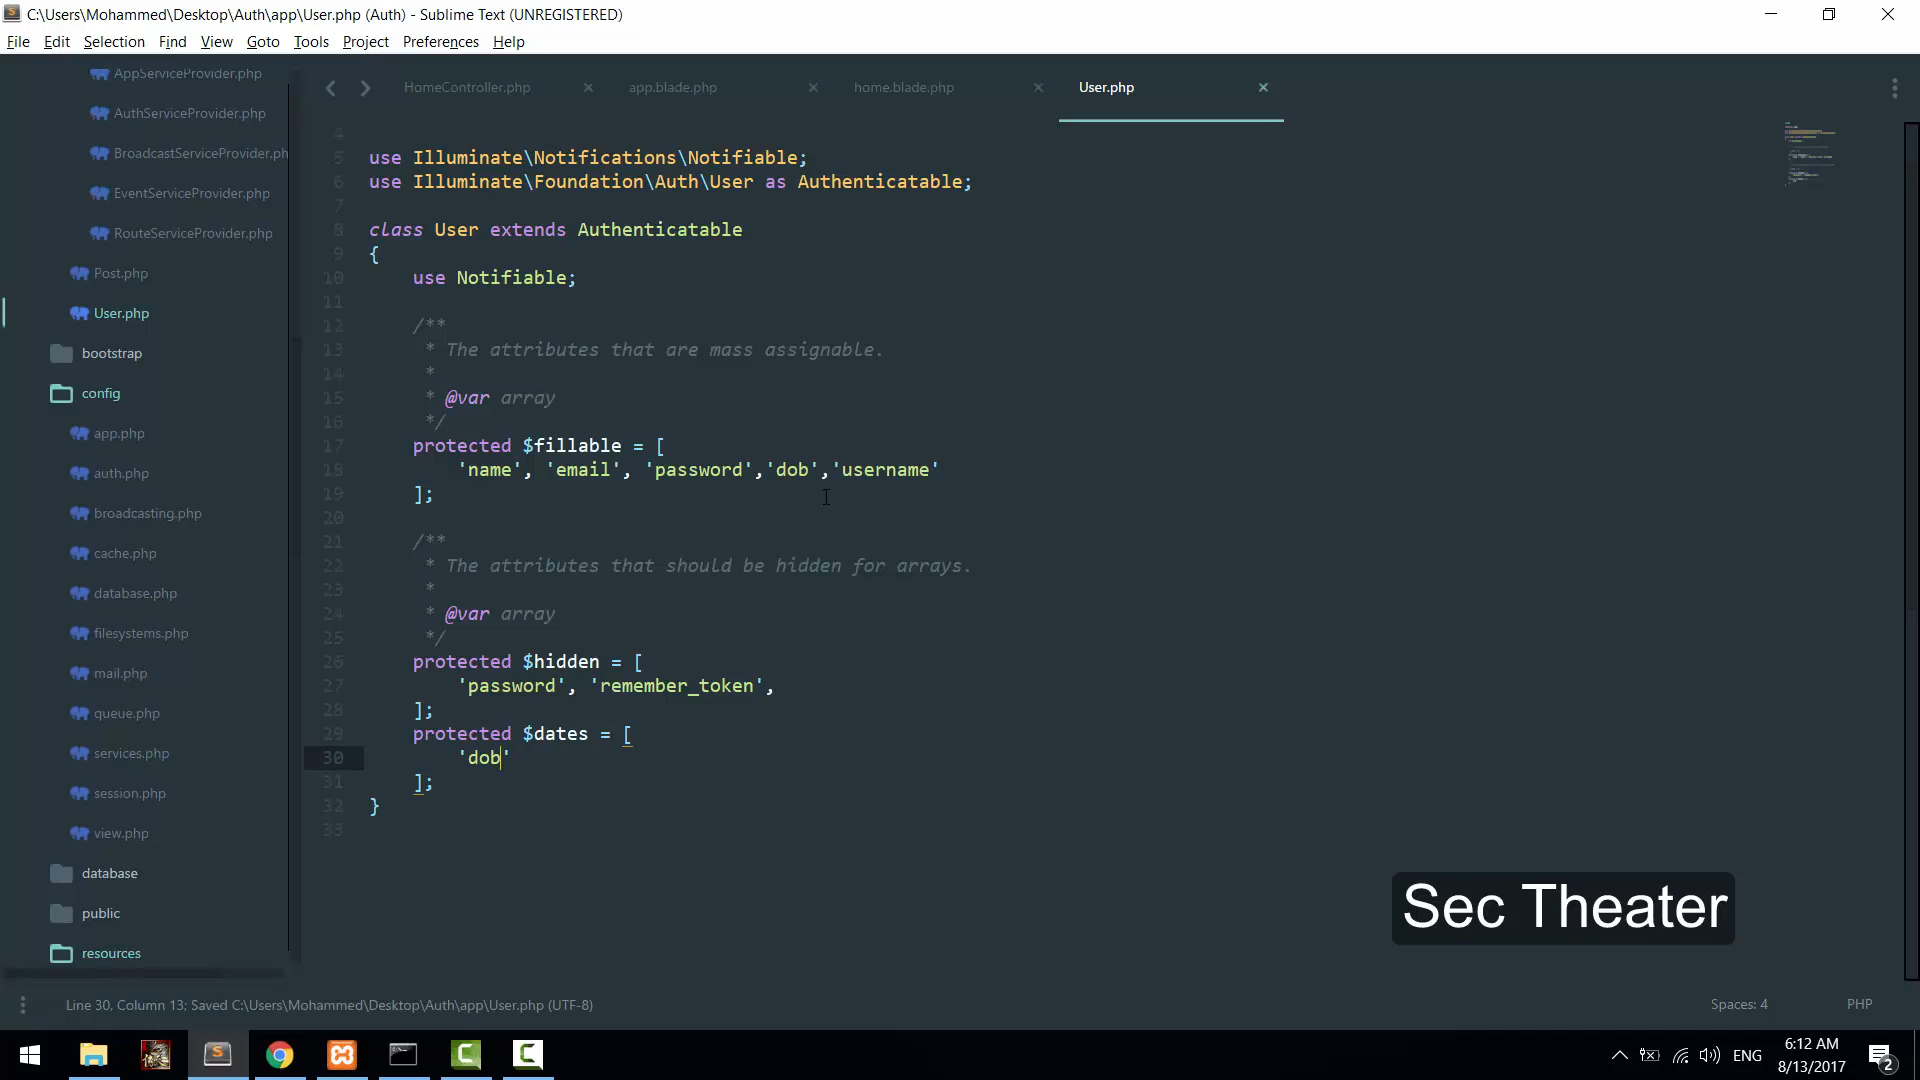 C:\Users\Mohammed\Desktop\Auth\app\User.php (Auth) - Sublime Text (UNREGISTERED)
File Edit Selection Find View Goto Tools Project Preferences Help
AppServiceProvider.php
AuthServiceProvider.php
BroadcastServiceProvider.ph
EventServiceProvider.php
RouteServiceProvider.php
Post.php
User.php
bootstrap
config
app.php
auth.php
broadcasting.php
cache.php
database.php
filesystems.php
mail.php
queue.php
services.php
session.php
view.php
database
public
resources
HomeController.php app.blade.php home.blade.php User.php
4
5 use Illuminate\Notifications\Notifiable;
6 use Illuminate\Foundation\Auth\User as Authenticatable;
7
8 class User extends Authenticatable
9 {
10 use Notifiable;
11
12 /**
13 * The attributes that are mass assignable.
14 *
15 * @var array
16 */
17 protected $fillable = [
18 'name', 'email', 'password','dob','username'
19 ];
20
21 /**
22 * The attributes that should be hidden for arrays.
23 *
24 * @var array
25 */
26 protected $hidden = [
27 'password', 'remember_token',
28 ];
29 protected $dates = [
30 'dob'
31 ];
32 }
33
Sec Theater
Line 30, Column 13; Saved C:\Users\Mohammed\Desktop\Auth\app\User.php (UTF-8)
Spaces: 4 PHP
ENG
6:12 AM
8/13/2017
2